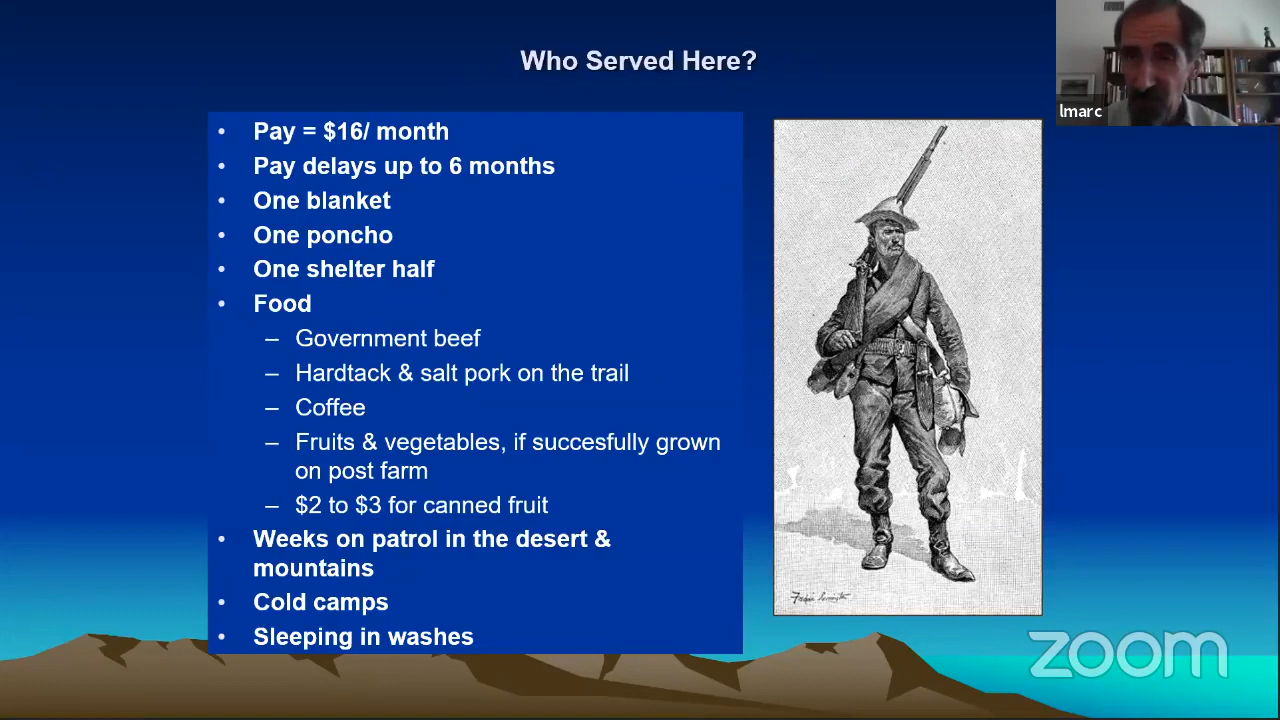 Who Served Here?
lmarc
• Pay = $16/ month
• Pay delays up to 6 months
• One blanket
• One poncho
• One shelter half
• Food
– Government beef
– Hardtack & salt pork on the trail
– Coffee
– Fruits & vegetables, if succesfully grown
on post farm
– $2 to $3 for canned fruit
• Weeks on patrol in the desert &
mountains
• Cold camps
• Sleeping in washes
Frederic Remington
zoom